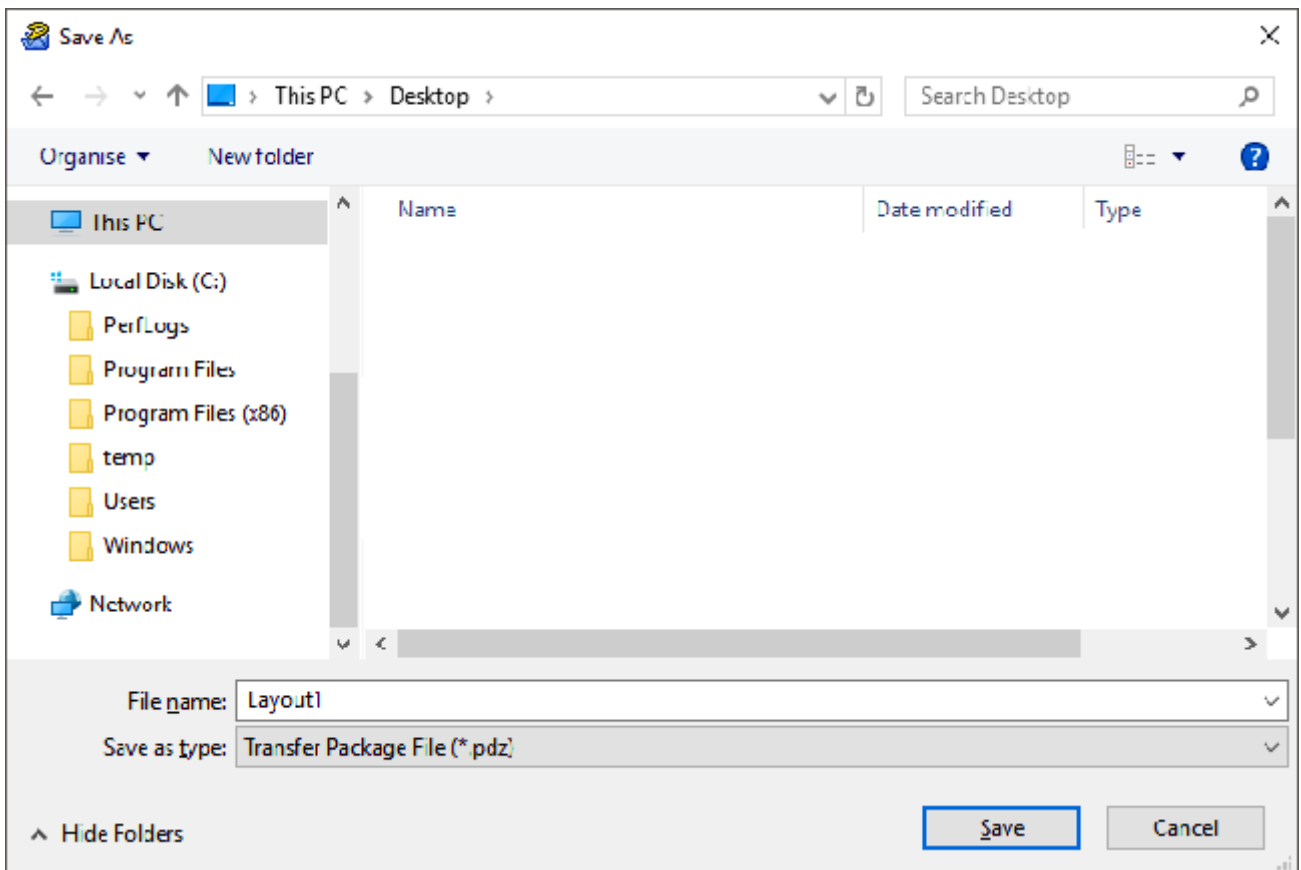 Save As
This PC > Desktop >
Search Desktop
Organise
New folder
Name
Date modified
Type
This PC
Local Disk (C:)
PerfLogs
Program Files
Program Files (x86)
temp
Users
Windows
Network
File name: Layout1
Save as type: Transfer Package File (*.pdz)
Hide Folders
Save
Cancel